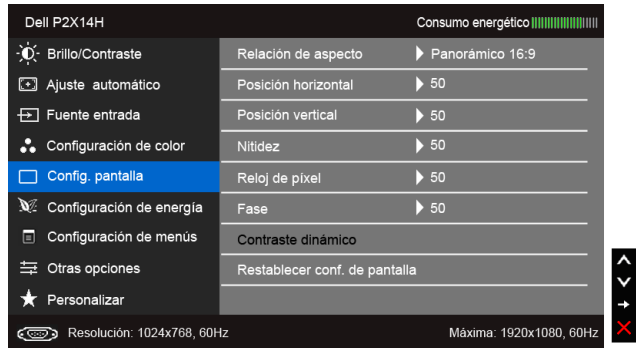 Dell P2X14H Consumo energético
Brillo/Contraste Relación de aspecto Panorámico 16:9
Ajuste automático Posición horizontal 50
Fuente entrada Posición vertical 50
Configuración de color Nitidez 50
Config. pantalla Reloj de píxel 50
Configuración de energía Fase 50
Configuración de menús Contraste dinámico
Otras opciones Restablecer conf. de pantalla
Personalizar
Resolución: 1024x768, 60Hz Máxima: 1920x1080, 60Hz